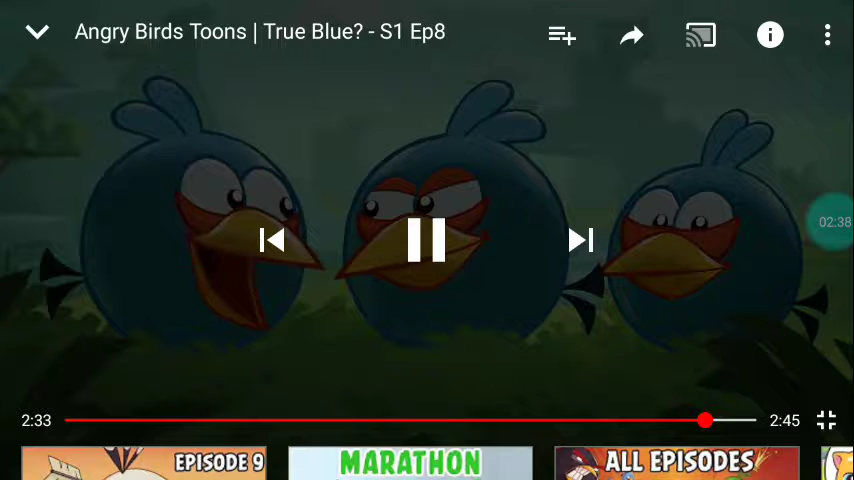 Angry Birds Toons | True Blue? - S1 Ep8
02:38
2:33
2:45
EPISODE 9
MARATHON
ALL EPISODES